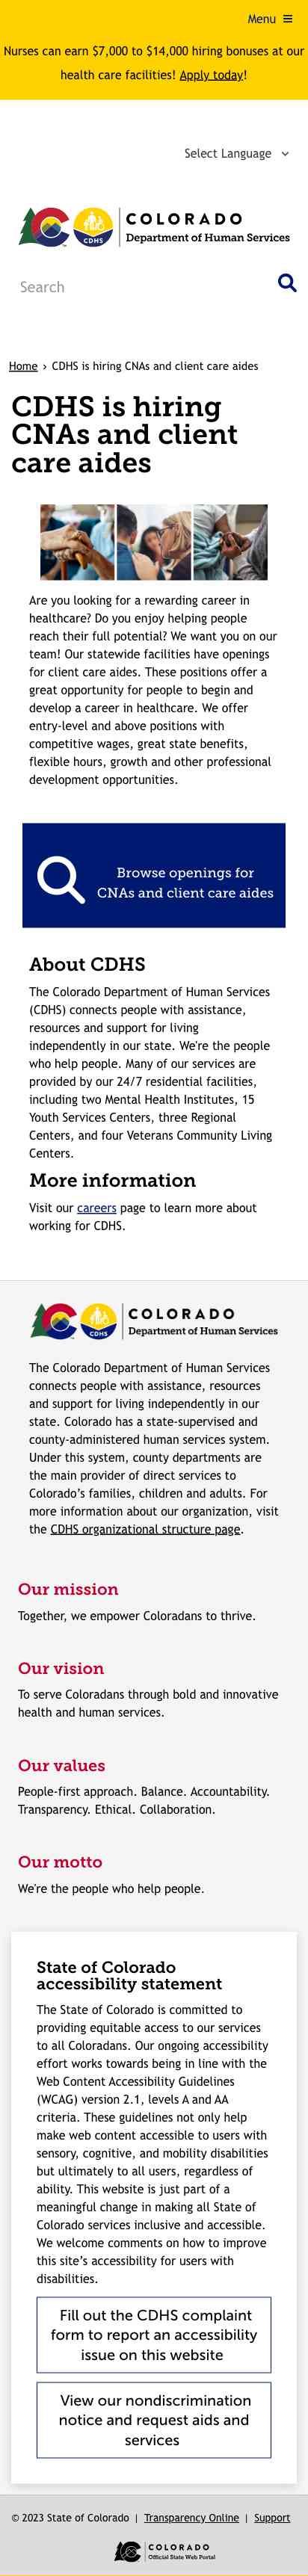 Menu
Nurses can earn $7,000 to $14,000 hiring bonuses at our
health care facilities! Apply today!
Select Language
CDHS
COLORADO
Department of Human Services
Search
Home › CDHS is hiring CNAs and client care aides
CDHS is hiring
CNAs and client
care aides
Are you looking for a rewarding career in
healthcare? Do you enjoy helping people
reach their full potential? We want you on our
team! Our statewide facilities have openings
for client care aides. These positions offer a
great opportunity for people to begin and
develop a career in healthcare. We offer
entry-level and above positions with
competitive wages, great state benefits,
flexible hours, growth and other professional
development opportunities.
Browse openings for
CNAs and client care aides
About CDHS
The Colorado Department of Human Services
(CDHS) connects people with assistance,
resources and support for living
independently in our state. We're the people
who help people. Many of our services are
provided by our 24/7 residential facilities,
including two Mental Health Institutes, 15
Youth Services Centers, three Regional
Centers, and four Veterans Community Living
Centers.
More information
Visit our careers page to learn more about
working for CDHS.
CDHS
COLORADO
Department of Human Services
The Colorado Department of Human Services
connects people with assistance, resources
and support for living independently in our
state. Colorado has a state-supervised and
county-administered human services system.
Under this system, county departments are
the main provider of direct services to
Colorado’s families, children and adults. For
more information about our organization, visit
the CDHS organizational structure page.
Our mission
Together, we empower Coloradans to thrive.
Our vision
To serve Coloradans through bold and innovative
health and human services.
Our values
People-first approach. Balance. Accountability.
Transparency. Ethical. Collaboration.
Our motto
We're the people who help people.
State of Colorado
accessibility statement
The State of Colorado is committed to
providing equitable access to our services
to all Coloradans. Our ongoing accessibility
effort works towards being in line with the
Web Content Accessibility Guidelines
(WCAG) version 2.1, levels A and AA
criteria. These guidelines not only help
make web content accessible to users with
sensory, cognitive, and mobility disabilities
but ultimately to all users, regardless of
ability. This website is just part of a
meaningful change in making all State of
Colorado services inclusive and accessible.
We welcome comments on how to improve
this site’s accessibility for users with
disabilities.
Fill out the CDHS complaint
form to report an accessibility
issue on this website
View our nondiscrimination
notice and request aids and
services
© 2023 State of Colorado | Transparency Online | Support
COLORADO
Official State Web Portal